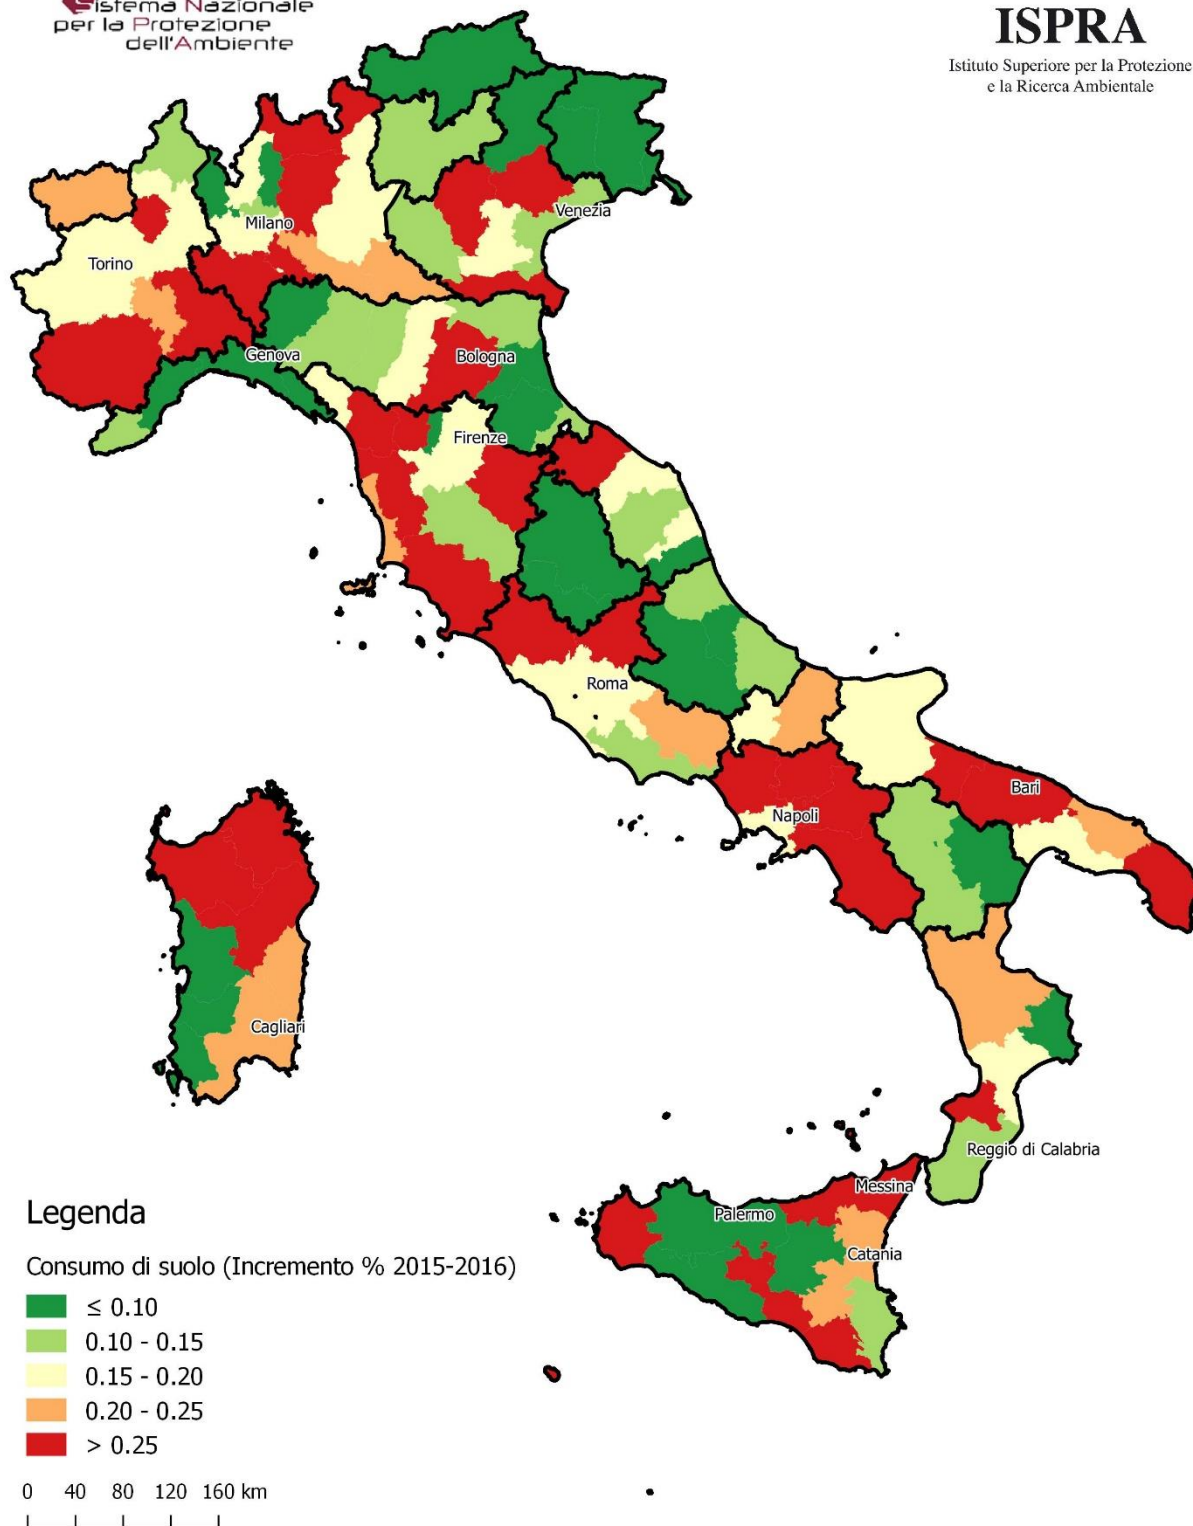 Sistema Nazionale
per la Protezione
dell'Ambiente
ISPRA
Istituto Superiore per la Protezione
e la Ricerca Ambientale
Venezia
Milano
Torino
Genova
Bologna
Firenze
Roma
Bari
Napoli
Cagliari
Reggio di Calabria
Messina
Palermo
Catania
Legenda
Consumo di suolo (Incremento % 2015-2016)
≤ 0.10
0.10 - 0.15
0.15 - 0.20
0.20 - 0.25
> 0.25
0 40 80 120 160 km